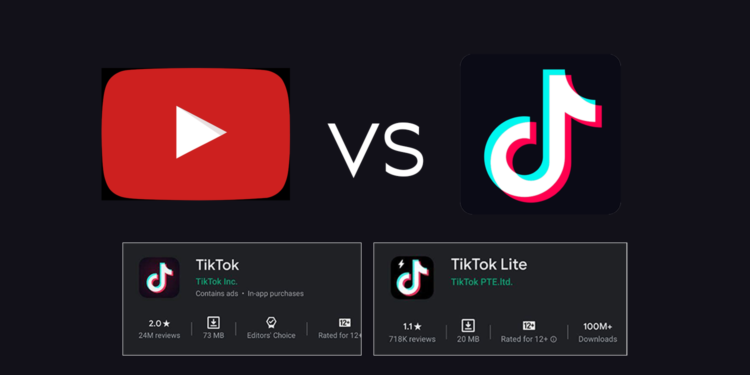 VS
TikTok
TikTok Inc.
Contains ads • In-app purchases
2.0★
24M reviews
73 MB
Editors' Choice
12+
Rated for 12+
TikTok Lite
TikTok PTE.ltd.
1.1★
718K reviews
20 MB
12+
Rated for 12+
100M+
Downloads